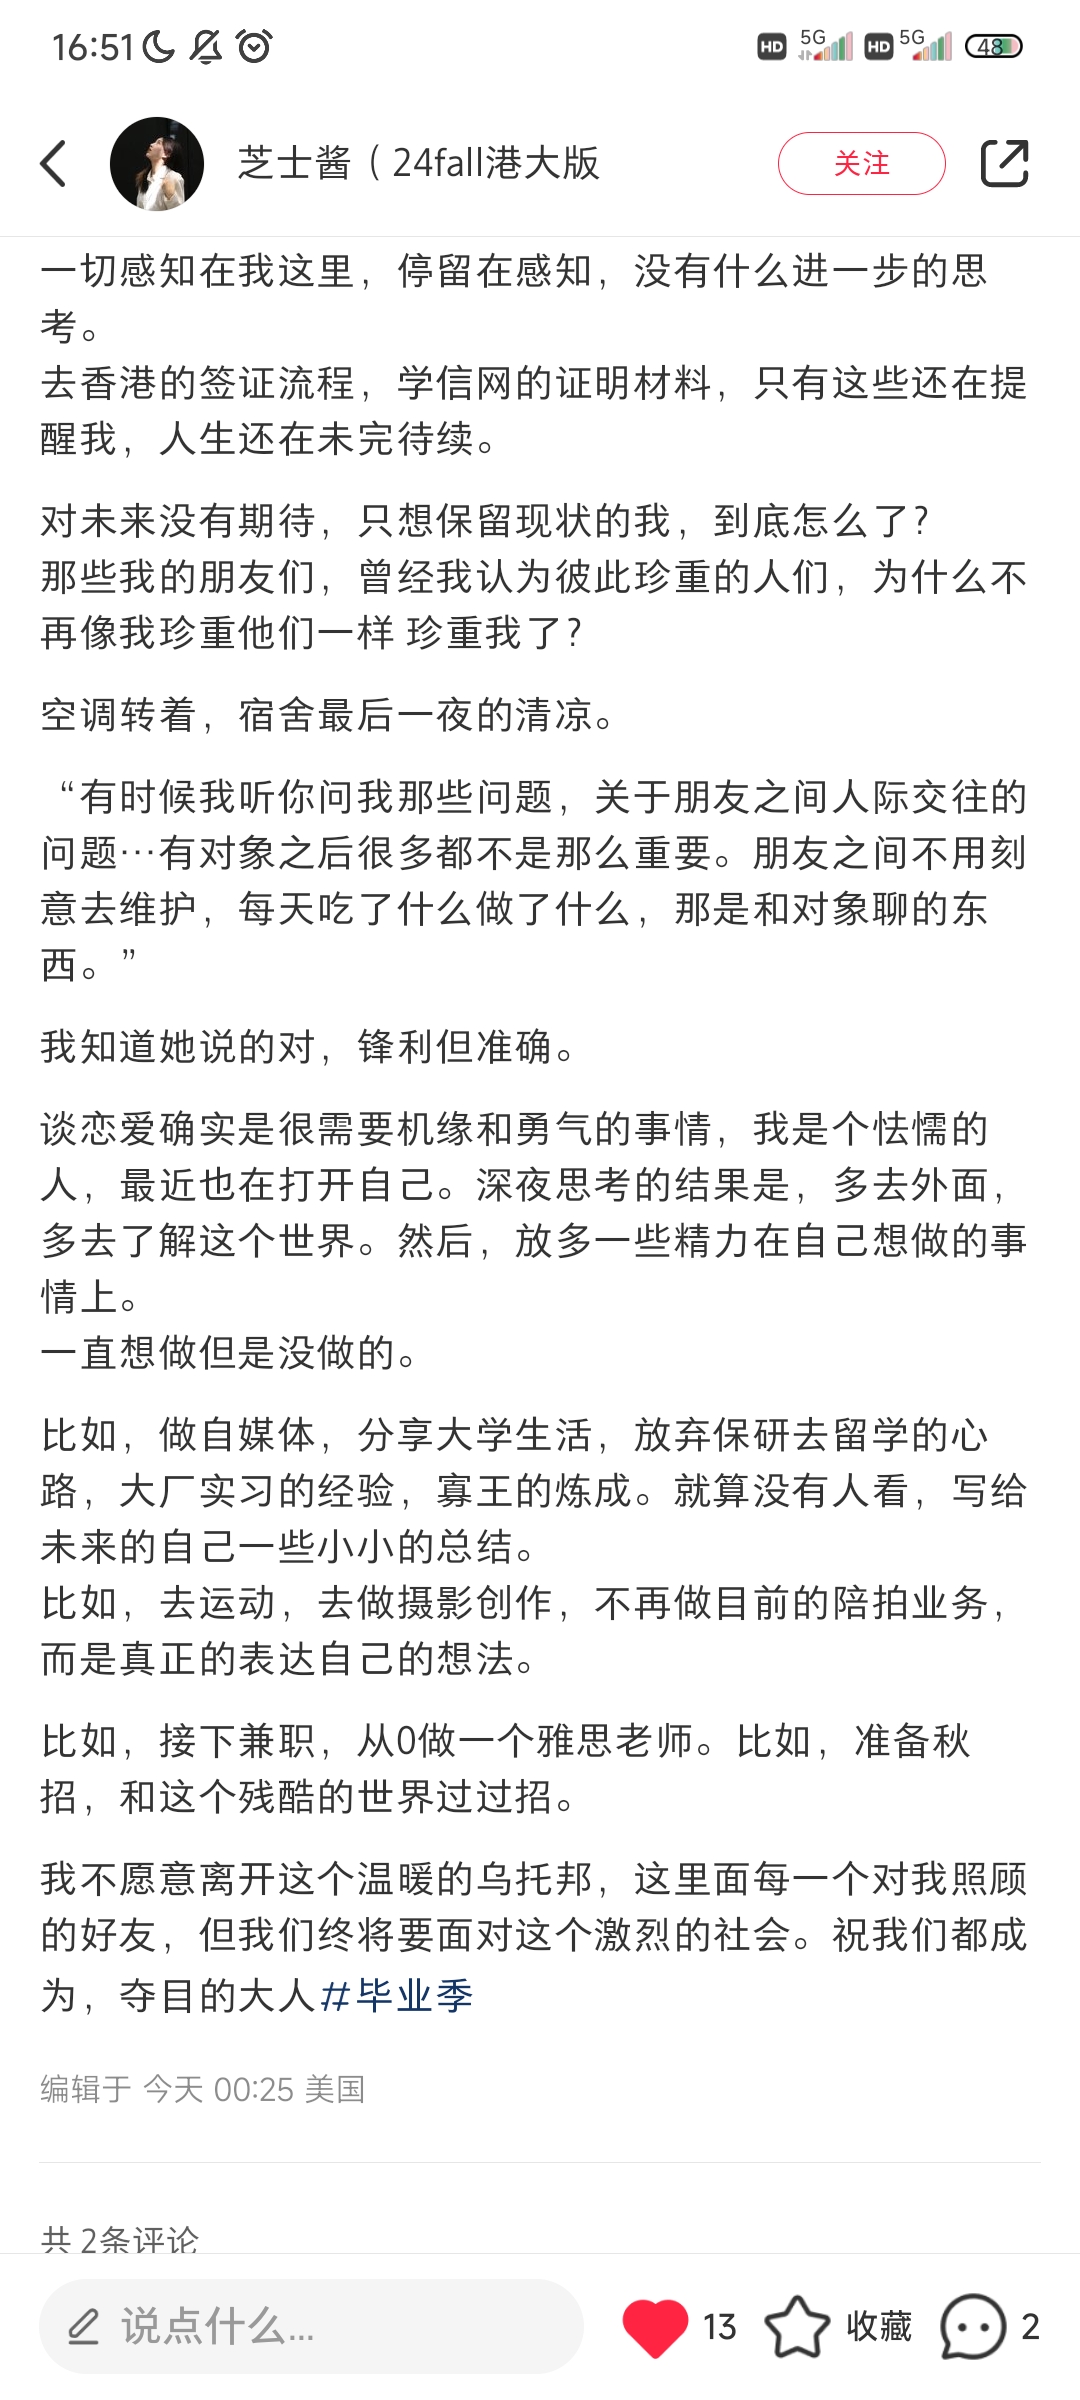 16:51
HD 5G HD 5G 48
芝士酱（24fall港大版
关注
一切感知在我这里，停留在感知，没有什么进一步的思
考。
去香港的签证流程，学信网的证明材料，只有这些还在提
醒我，人生还在未完待续。
对未来没有期待，只想保留现状的我，到底怎么了？
那些我的朋友们，曾经我认为彼此珍重的人们，为什么不
再像我珍重他们一样 珍重我了？
空调转着，宿舍最后一夜的清凉。
“有时候我听你问我那些问题，关于朋友之间人际交往的
问题…有对象之后很多都不是那么重要。朋友之间不用刻
意去维护，每天吃了什么做了什么，那是和对象聊的东
西。”
我知道她说的对，锋利但准确。
谈恋爱确实是很需要机缘和勇气的事情，我是个怯懦的
人，最近也在打开自己。深夜思考的结果是，多去外面，
多去了解这个世界。然后，放多一些精力在自己想做的事
情上。
一直想做但是没做的。
比如，做自媒体，分享大学生活，放弃保研去留学的心
路，大厂实习的经验，寡王的炼成。就算没有人看，写给
未来的自己一些小小的总结。
比如，去运动，去做摄影创作，不再做目前的陪拍业务，
而是真正的表达自己的想法。
比如，接下兼职，从0做一个雅思老师。比如，准备秋
招，和这个残酷的世界过过招。
我不愿意离开这个温暖的乌托邦，这里面每一个对我照顾
的好友，但我们终将要面对这个激烈的社会。祝我们都成
为，夺目的大人#毕业季
编辑于 今天 00:25 美国
共 2条评论
说点什么...
13
收藏
2